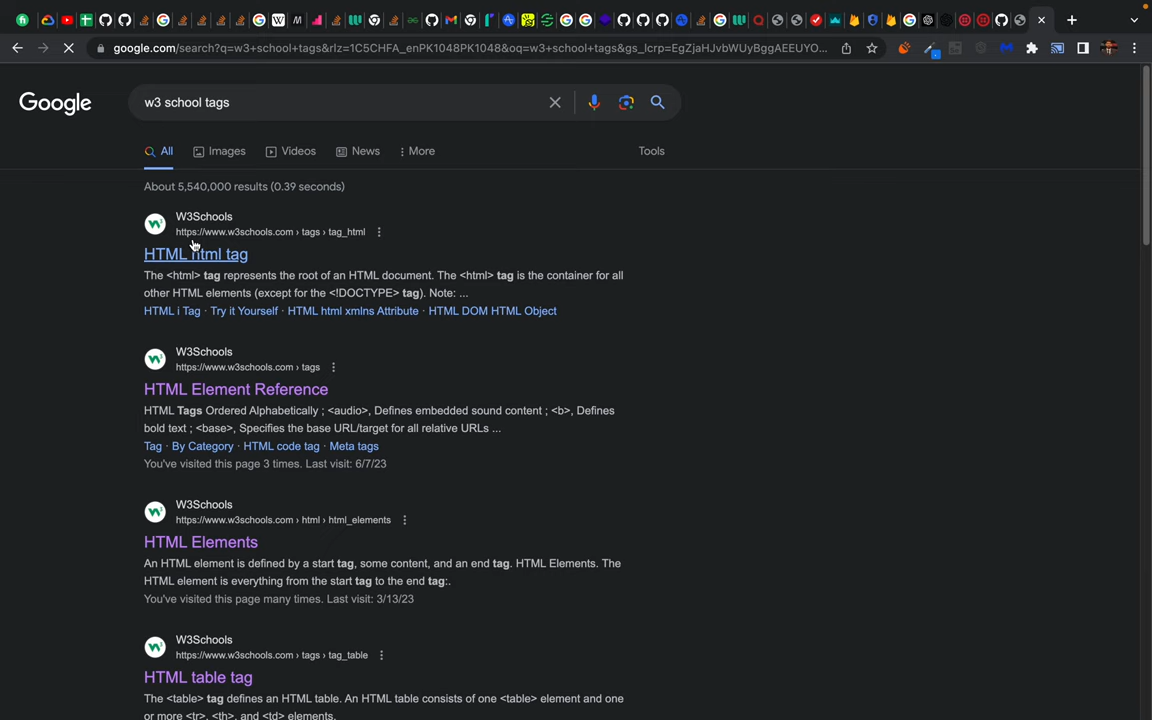 google.com/search?q=w3+school+tags&rlz=1C5CHFA_enPK1048PK1048&oq=w3+school+tags&gs_lcrp=EgZjaHJvbWUyBggAEEUYO...
Google
w3 school tags
All Images Videos News More Tools
About 5,540,000 results (0.39 seconds)
W3Schools
https://www.w3schools.com › tags › tag_html
HTML html tag
The <html> tag represents the root of an HTML document. The <html> tag is the container for all
other HTML elements (except for the <!DOCTYPE> tag). Note: ...
HTML i Tag · Try it Yourself · HTML html xmlns Attribute · HTML DOM HTML Object
W3Schools
https://www.w3schools.com › tags
HTML Element Reference
HTML Tags Ordered Alphabetically ; <audio>, Defines embedded sound content ; <b>, Defines
bold text ; <base>, Specifies the base URL/target for all relative URLs ...
Tag · By Category · HTML code tag · Meta tags
You've visited this page 3 times. Last visit: 6/7/23
W3Schools
https://www.w3schools.com › html › html_elements
HTML Elements
An HTML element is defined by a start tag, some content, and an end tag. HTML Elements. The
HTML element is everything from the start tag to the end tag:.
You've visited this page many times. Last visit: 3/13/23
W3Schools
https://www.w3schools.com › tags › tag_table
HTML table tag
The <table> tag defines an HTML table. An HTML table consists of one <table> element and one
or more <tr>, <th>, and <td> elements.